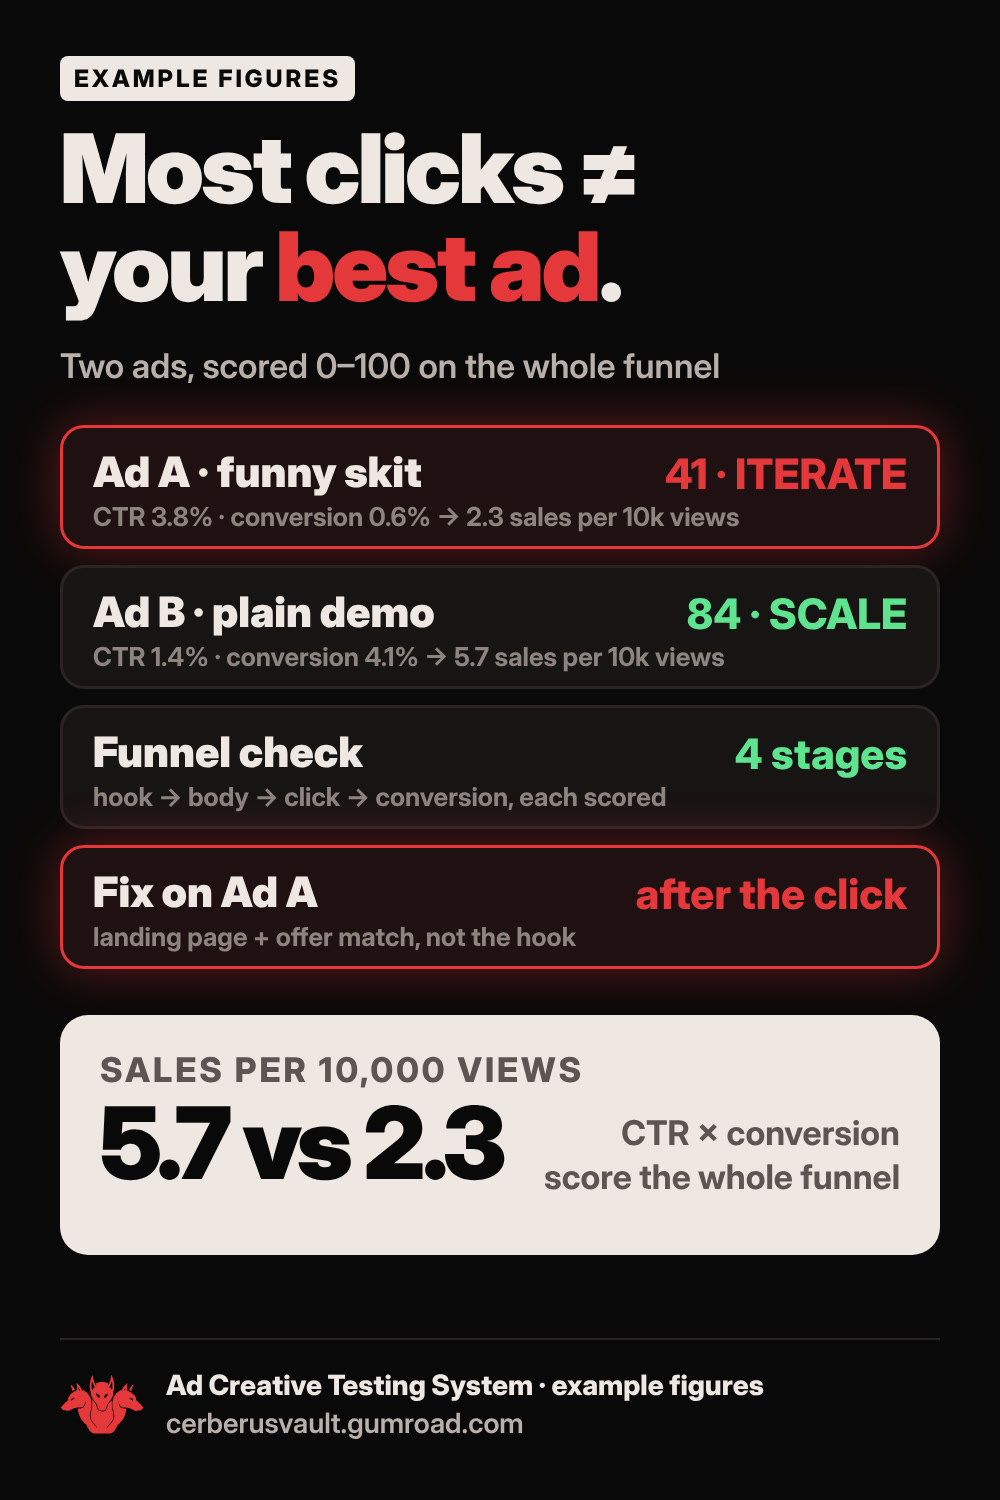 EXAMPLE FIGURES
Most clicks ≠
your best ad.
Two ads, scored 0–100 on the whole funnel
Ad A · funny skit
41 · ITERATE
CTR 3.8% · conversion 0.6% → 2.3 sales per 10k views
Ad B · plain demo
84 · SCALE
CTR 1.4% · conversion 4.1% → 5.7 sales per 10k views
Funnel check
4 stages
hook → body → click → conversion, each scored
Fix on Ad A
after the click
landing page + offer match, not the hook
SALES PER 10,000 VIEWS
5.7 vs 2.3
CTR × conversion
score the whole funnel
Ad Creative Testing System · example figures
cerberusvault.gumroad.com